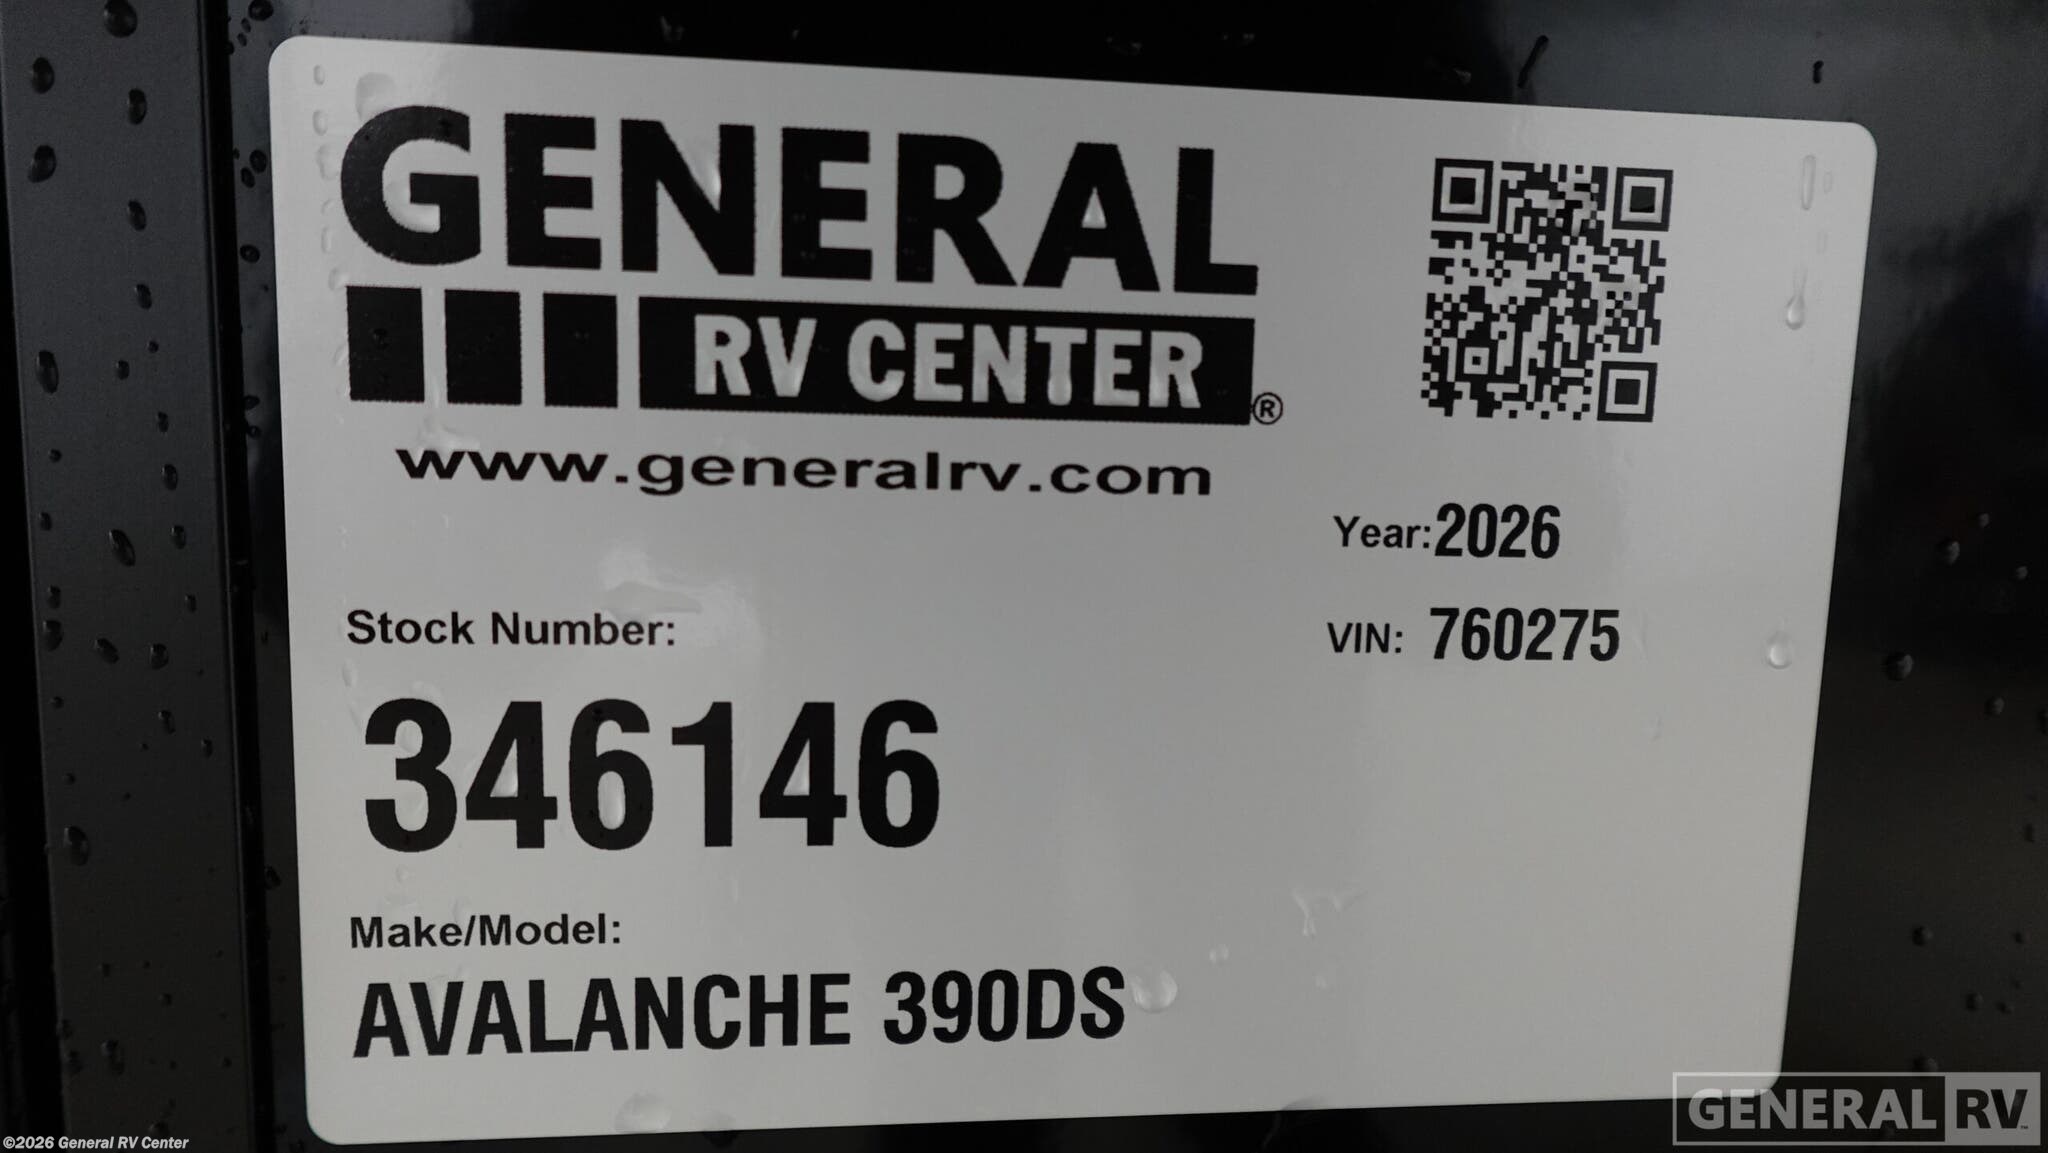 GENERAL
RV CENTER®
www.generalrv.com
Year: 2026
VIN: 760275
Stock Number:
346146
Make/Model:
AVALANCHE 390DS
©2026 General RV Center
GENERAL RV™